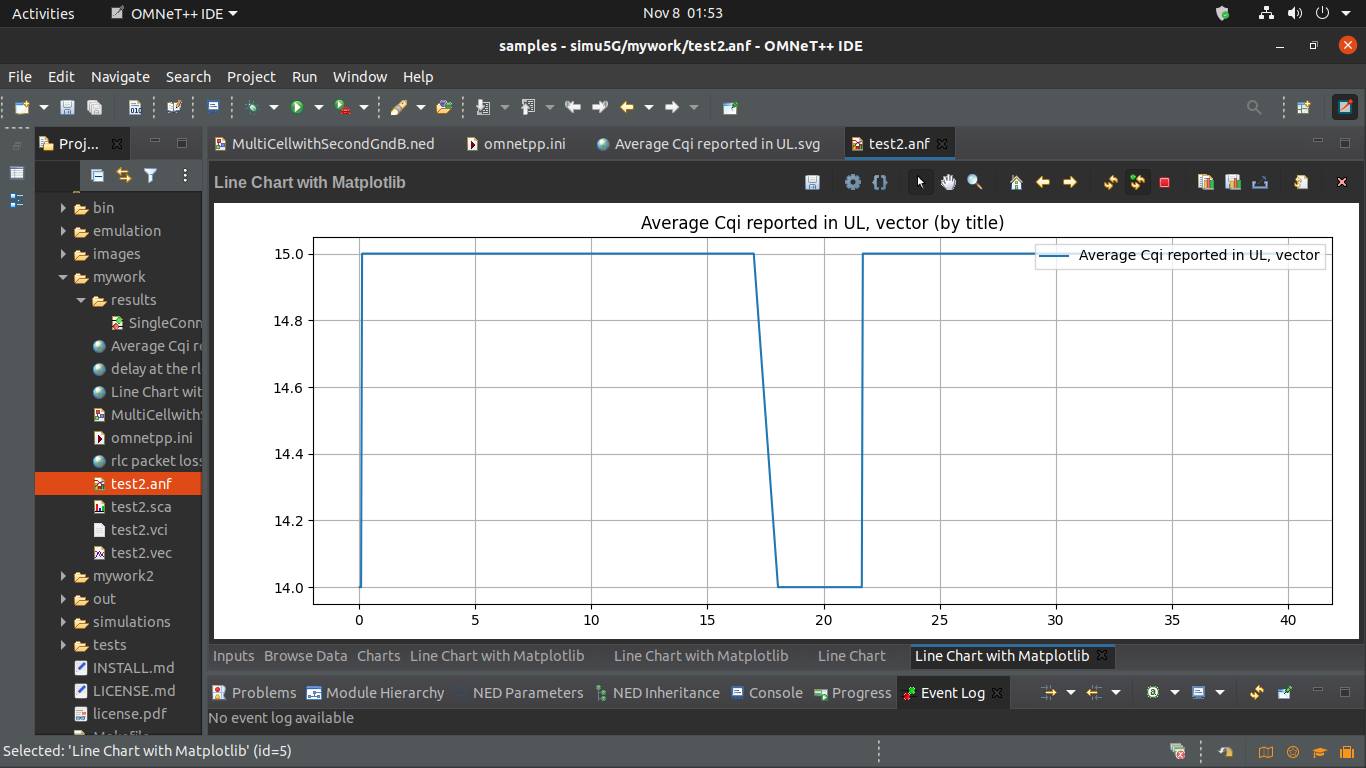 Activities OMNeT++ IDE Nov 8 01:53
samples - simu5G/mywork/test2.anf - OMNeT++ IDE
File Edit Navigate Search Project Run Window Help
Proj... MultiCellwithSecondGndB.ned omnetpp.ini Average Cqi reported in UL.svg test2.anf
Line Chart with Matplotlib
bin
emulation
images
mywork
results
SingleConn
Average Cqi re
delay at the rl
Line Chart wit
MultiCellwithS
omnetpp.ini
rlc packet loss
test2.anf
test2.sca
test2.vci
test2.vec
mywork2
out
simulations
tests
INSTALL.md
LICENSE.md
license.pdf
Makefile
Average Cqi reported in UL, vector (by title)
Average Cqi reported in UL, vector
15.0
14.8
14.6
14.4
14.2
14.0
0 5 10 15 20 25 30 35 40
Inputs Browse Data Charts Line Chart with Matplotlib Line Chart with Matplotlib Line Chart Line Chart with Matplotlib
Problems Module Hierarchy NED Parameters NED Inheritance Console Progress Event Log
No event log available
Selected: 'Line Chart with Matplotlib' (id=5)